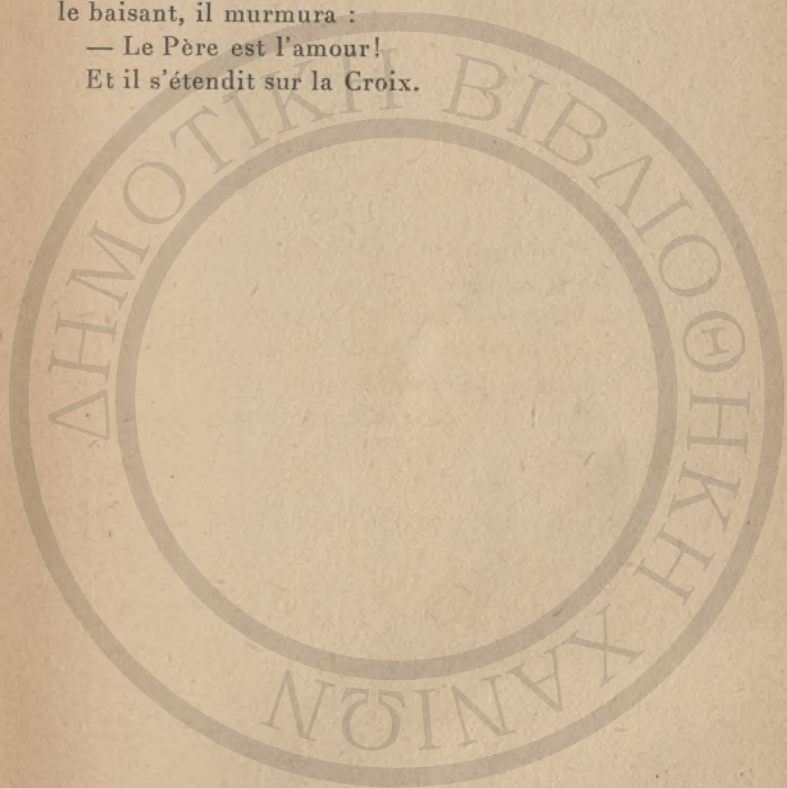 le baisant, il murmura :
— Le Père est l'amour!
Et il s'étendit sur la Croix.
ΔΗΜΟΤΙΚΗ ΒΙΒΛΙΟΘΗΚΗ ΧΑΝΙΩΝ